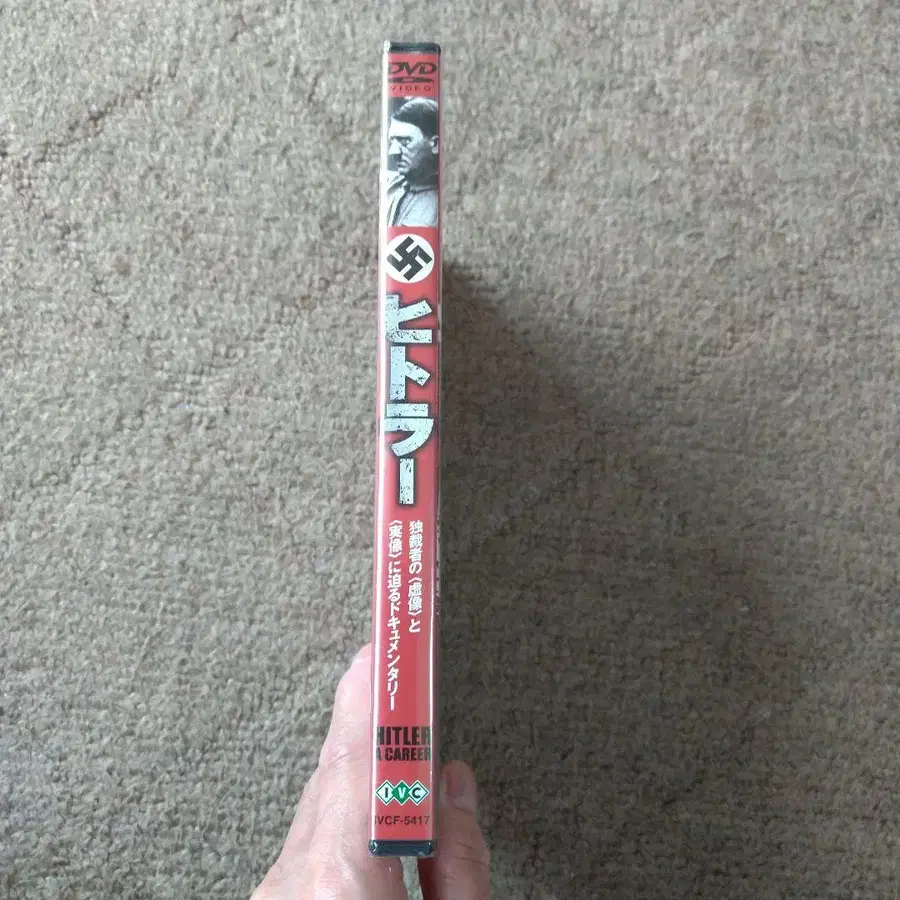 DVD
VIDEO
ヒトラー
独裁者の〈虚像〉と
〈実像〉に迫るドキュメンタリー
HITLER
A CAREER
IVC
IVCF-5417